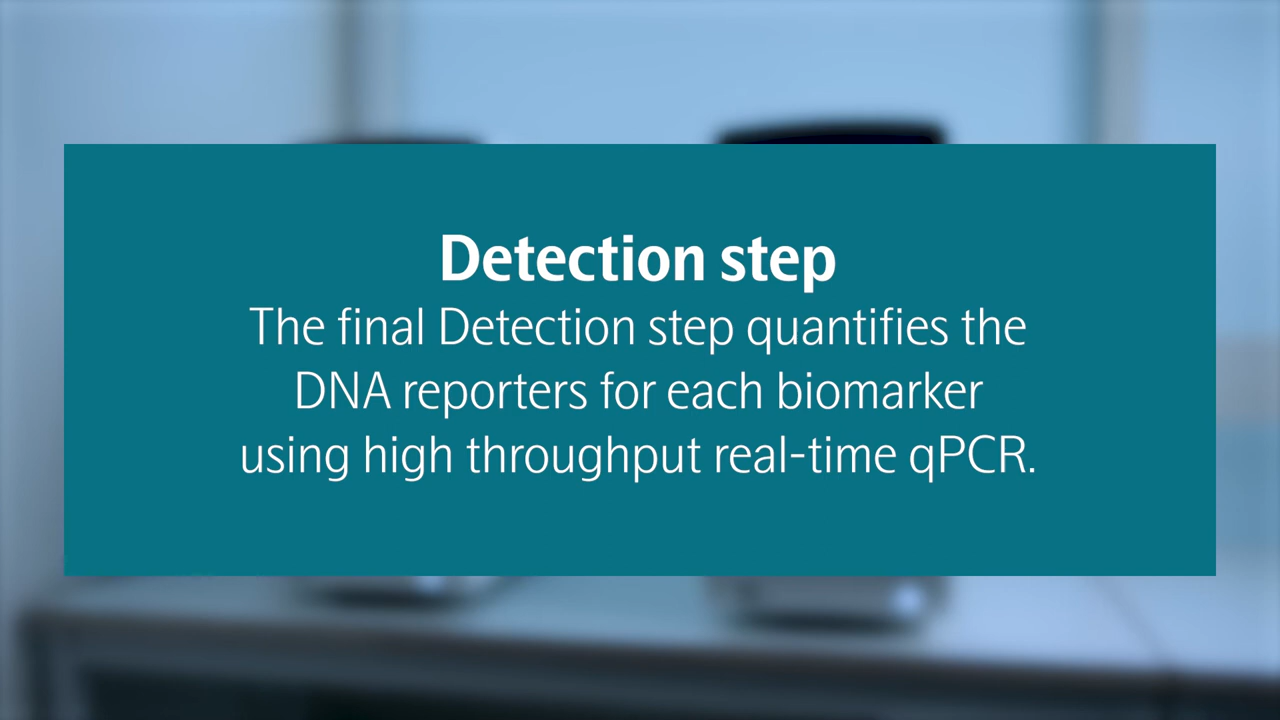 Detection step
The final Detection step quantifies the
DNA reporters for each biomarker
using high throughput real-time qPCR.